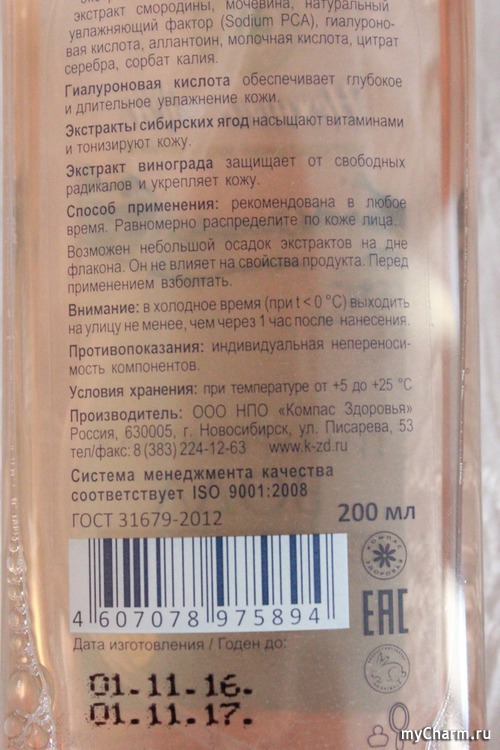 экстракт смородины, мочевина, натуральный
увлажняющий фактор (Sodium PCA), гиалуроно-
вая кислота, аллантоин, молочная кислота, цитрат
серебра, сорбат калия.
Гиалуроновая кислота обеспечивает глубокое
и длительное увлажнение кожи.
Экстракты сибирских ягод насыщают витаминами
и тонизируют кожу.
Экстракт винограда защищает от свободных
радикалов и укрепляет кожу.
Способ применения: рекомендована в любое
время. Равномерно распределите по коже лица.
Возможен небольшой осадок экстрактов на дне
флакона. Он не влияет на свойства продукта. Перед
применением взболтать.
Внимание: в холодное время (при t < 0 °C) выходить
на улицу не менее, чем через 1 час после нанесения.
Противопоказания: индивидуальная непереноси-
мость компонентов.
Условия хранения: при температуре от +5 до +25 °C
Производитель: ООО НПО «Компас Здоровья»
Россия, 630005, г. Новосибирск, ул. Писарева, 53
тел/факс: 8 (383) 224-12-63 www.k-zd.ru
Система менеджмента качества
соответствует ISO 9001:2008
ГОСТ 31679-2012 200 мл
КОМПАС ЗДОРОВЬЯ
4 607078 975894
EAC
Дата изготовления / Годен до:
01.11.16.
01.11.17.
myCharm.ru